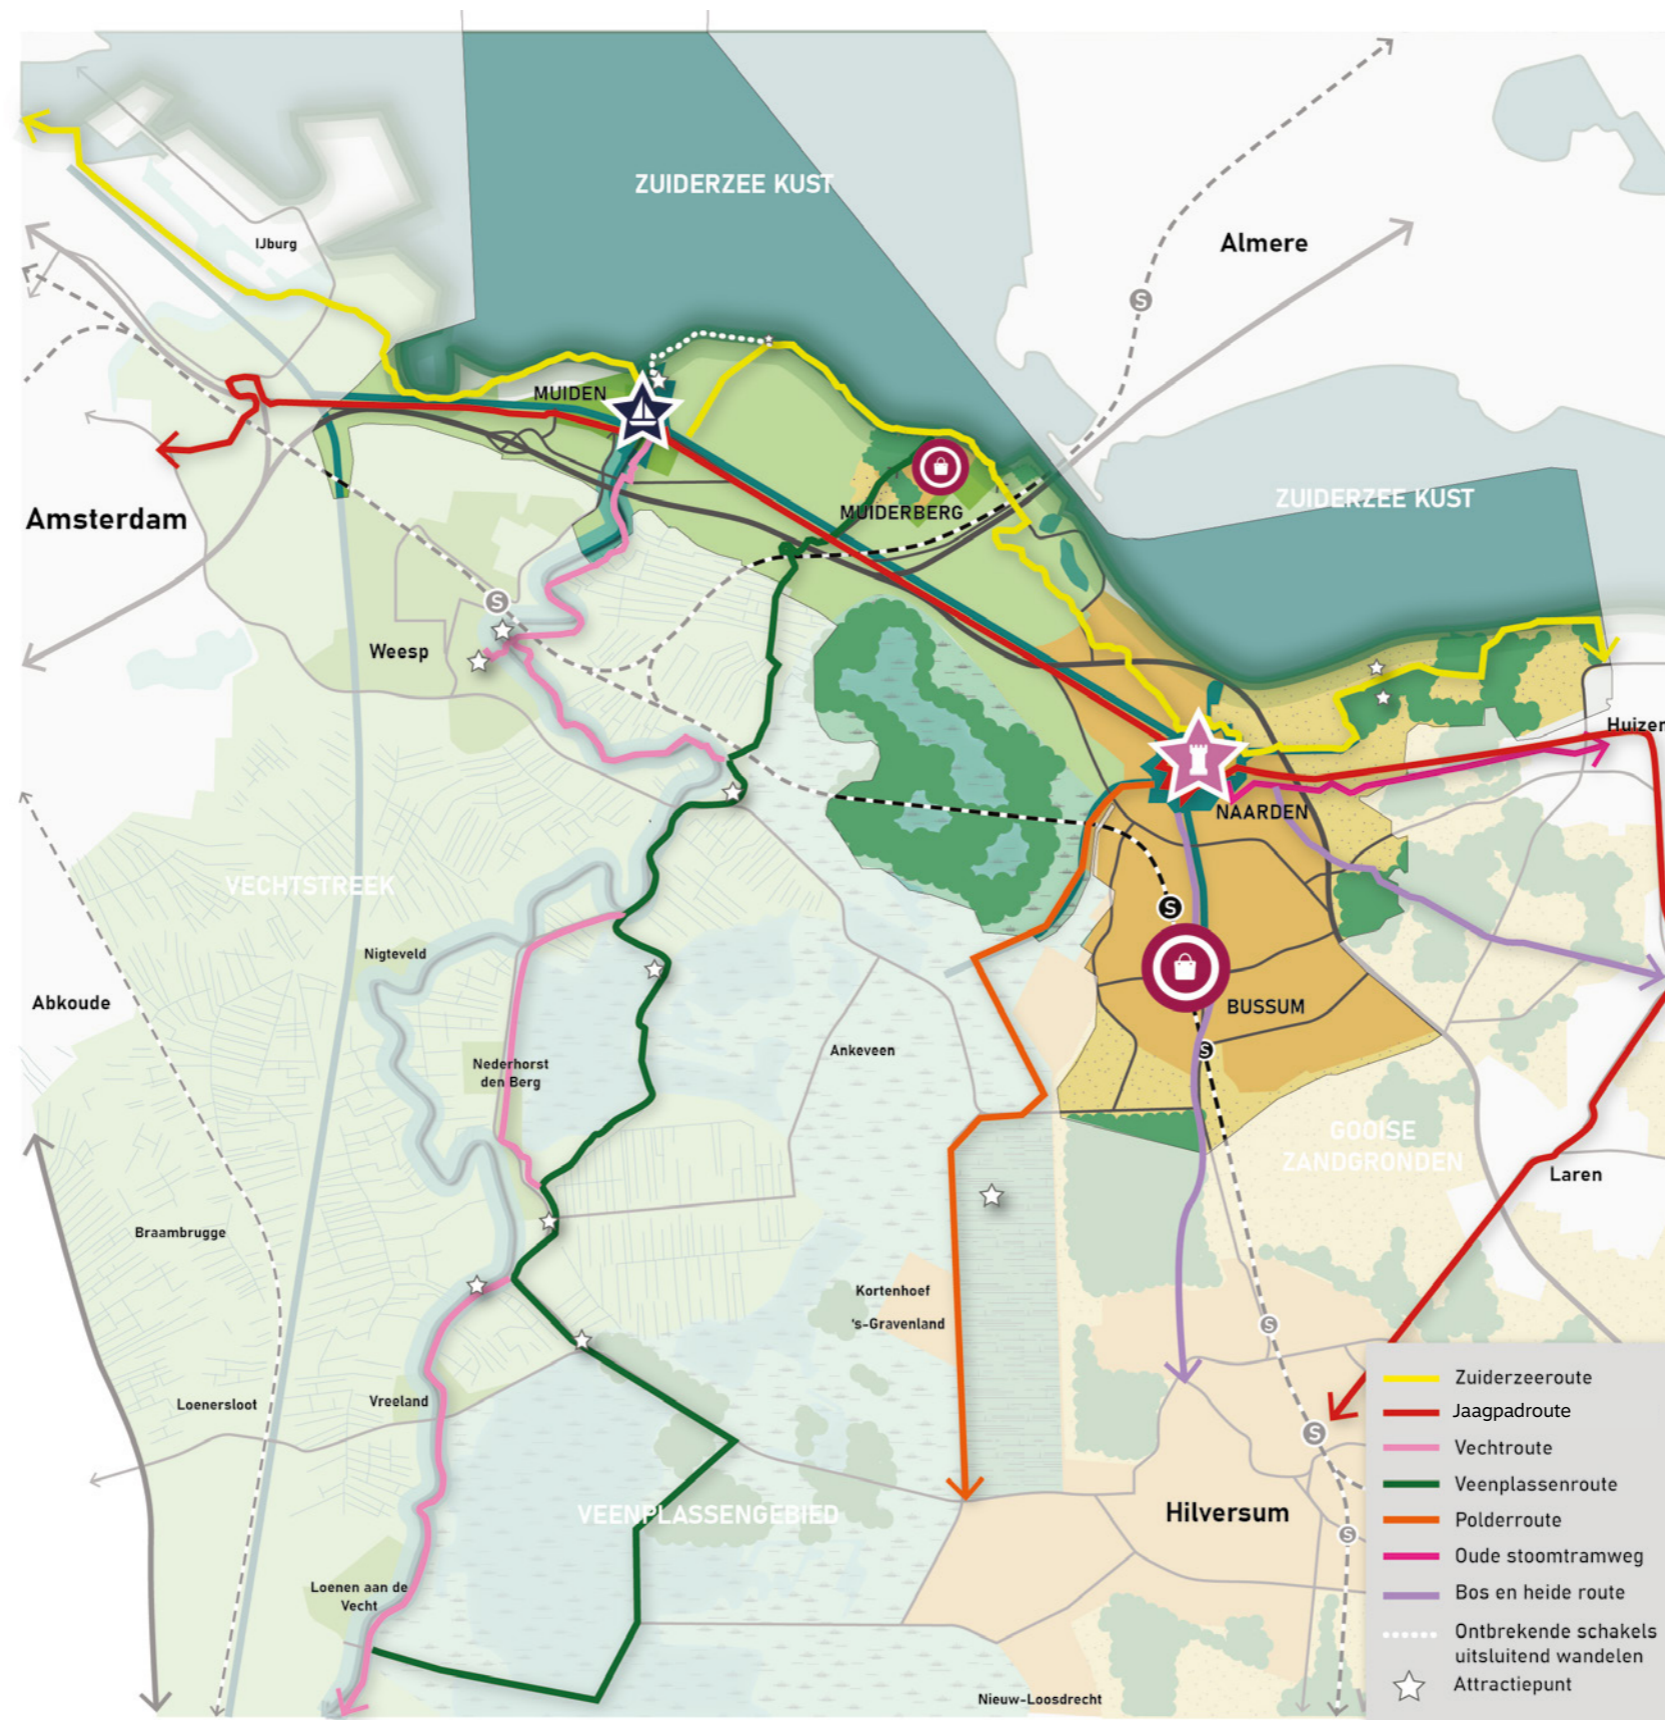 ZUIDERZEE KUST
IJburg
Almere
MUIDEN
S
ZUIDERZEE KUST
Amsterdam
MUIDERBERG
S
Weesp
Huizen
NAARDEN
VECHTSTREEK
S
Nigteveld
Abkoude
BUSSUM
Ankeveen
S
Nederhorst
den Berg
GOOISE
ZANDGRONDEN
Laren
Braambrugge
Kortenhoef
's-Gravenland
S
Loenersloot
Vreeland
S
VEENPLASSENGEBIED
Hilversum
S
Loenen aan de
Vecht
Nieuw-Loosdrecht
Zuiderzeeroute
Jaagpadroute
Vechtroute
Veenplassenroute
Polderroute
Oude stoomtramweg
Bos en heide route
Ontbrekende schakels
uitsluitend wandelen
Attractiepunt